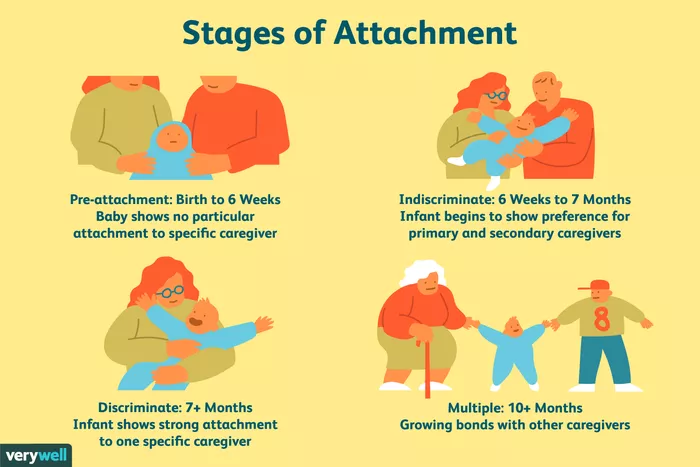 Stages of Attachment
Pre-attachment: Birth to 6 Weeks
Baby shows no particular
attachment to specific caregiver
Indiscriminate: 6 Weeks to 7 Months
Infant begins to show preference for
primary and secondary caregivers
8
Discriminate: 7+ Months
Infant shows strong attachment
to one specific caregiver
Multiple: 10+ Months
Growing bonds with other caregivers
verywell